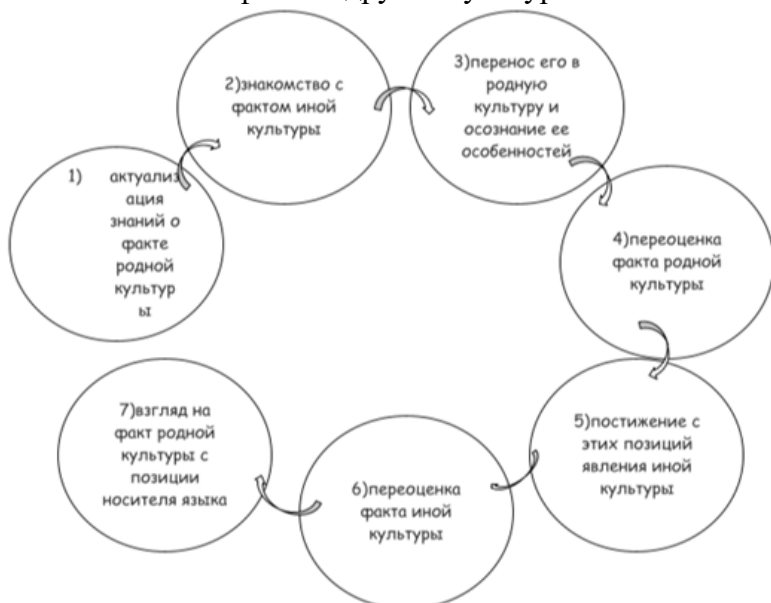 1) актуализ
ация
знаний о
факте
родной
культур
ы
2)знакомство с
фактом иной
культуры
3)перенос его в
родную
культуру и
осознание ее
особенностей
4)переоценка
факта родной
культуры
5)постижение с
этих позиций
явления иной
культуры
6)переоценка
факта иной
культуры
7)взгляд на
факт родной
культуры с
позиции
носителя языка